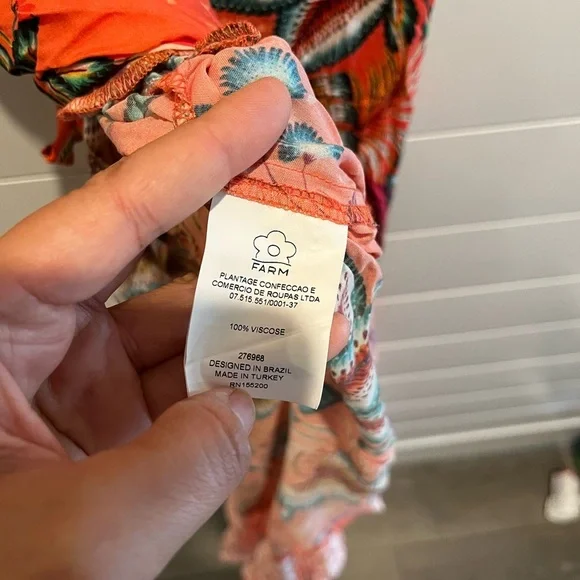 FARM
PLANTAGE CONFECCAO E
COMERCIO DE ROUPAS LTDA
07.515.551/0001-37
100% VISCOSE
276968
DESIGNED IN BRAZIL
MADE IN TURKEY
RN155200